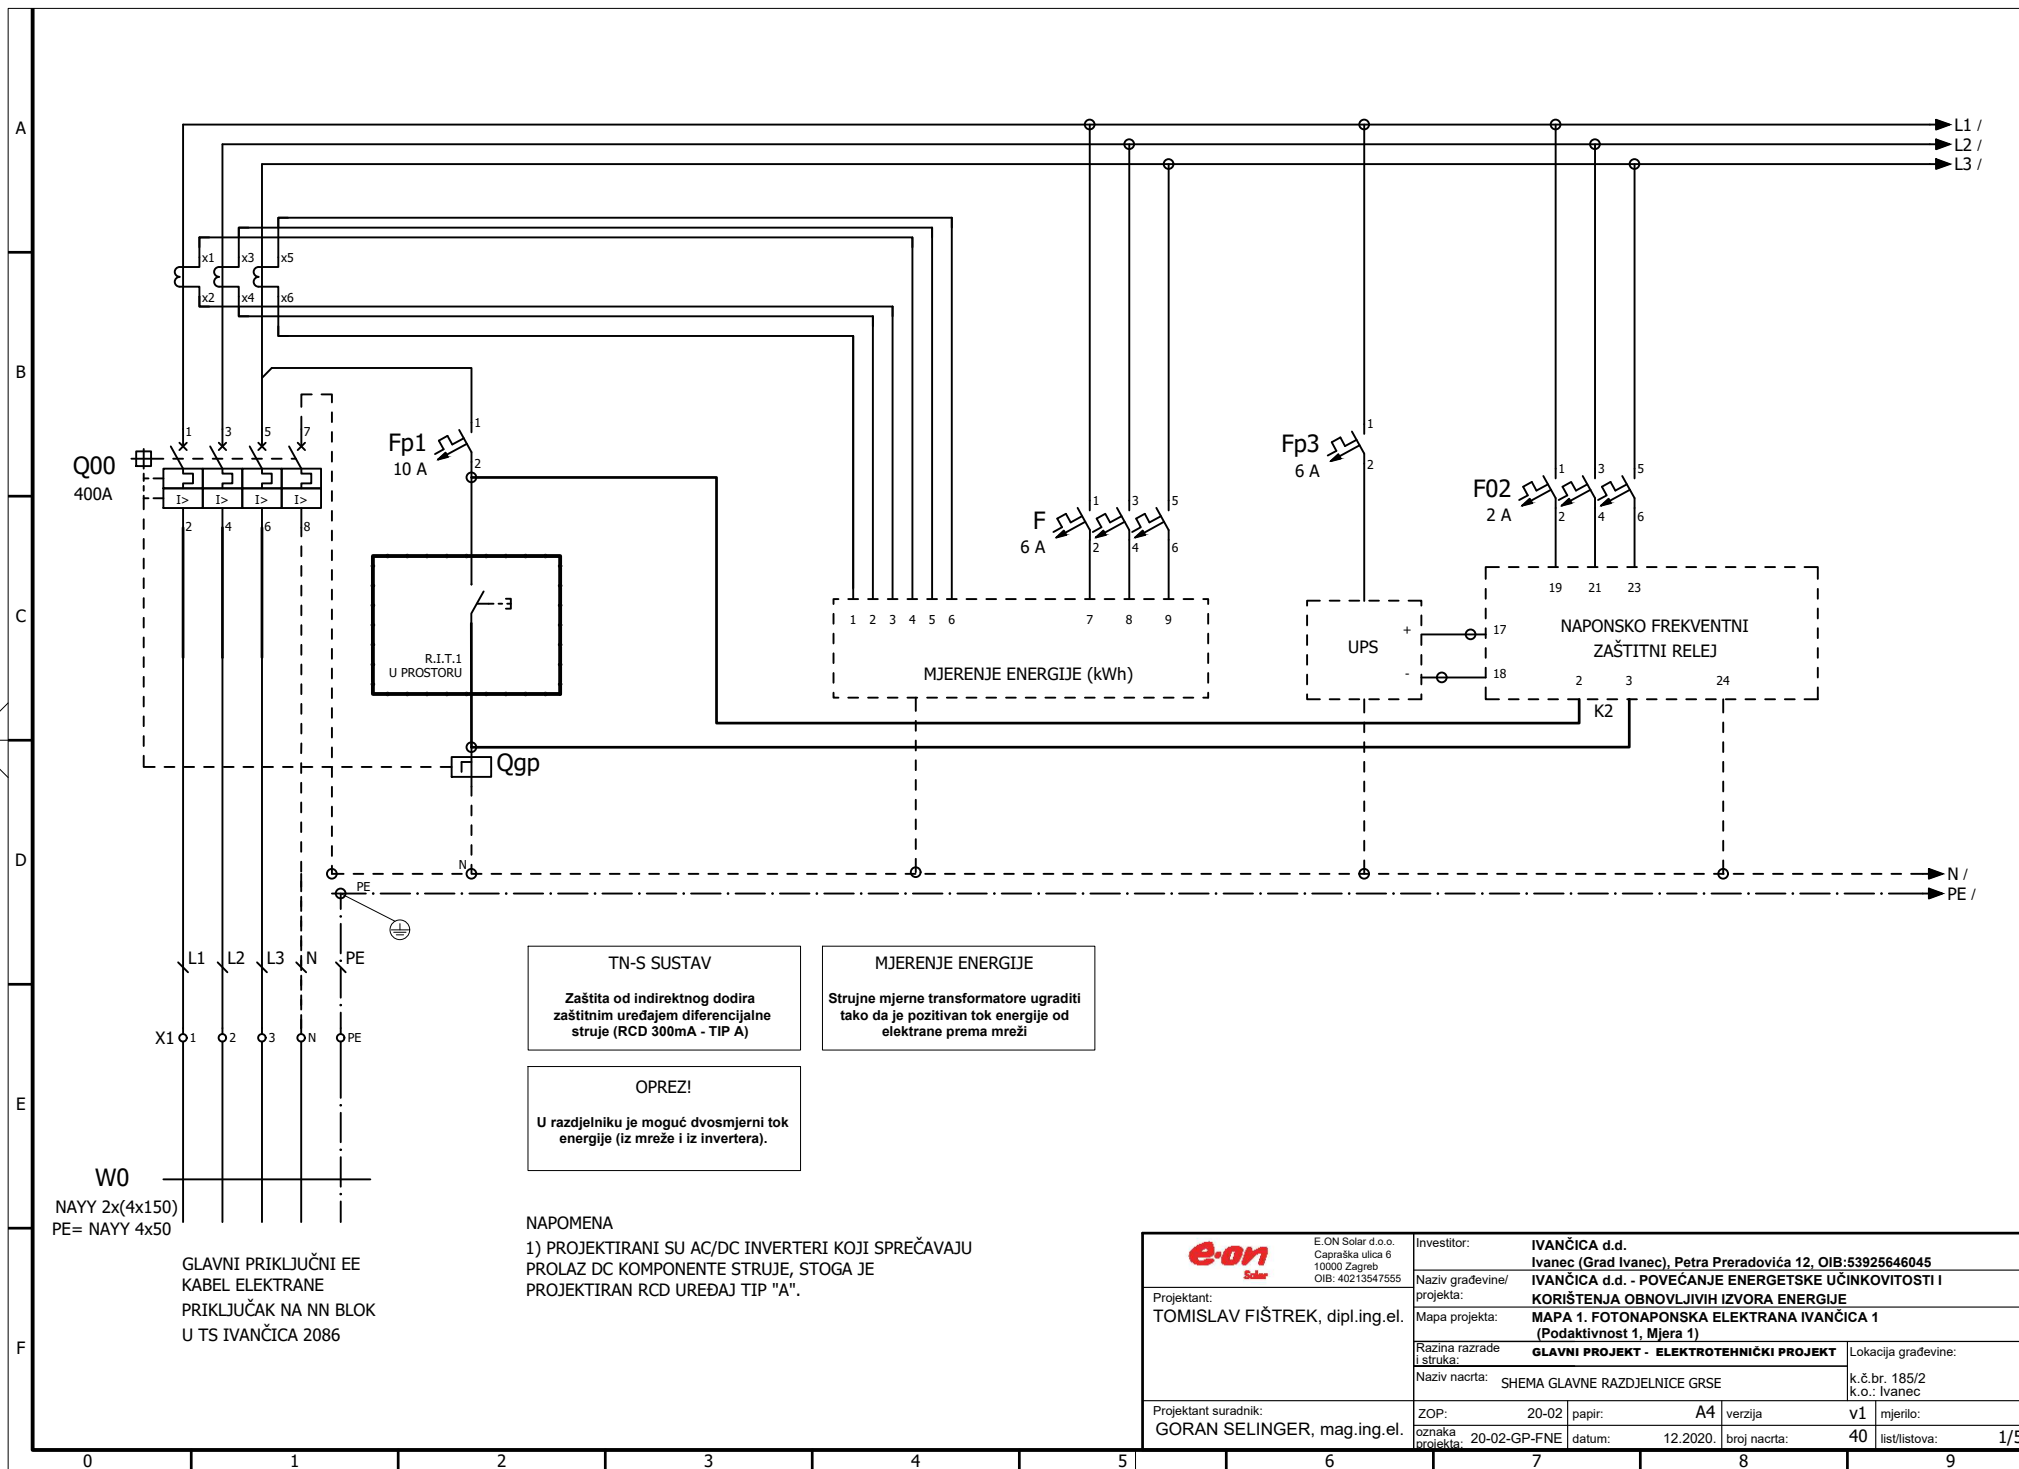 A
B
C
D
E
F
L1 /
L2 /
L3 /
x1
x3
x5
x2
x4
x6
1
3
5
7
Q00
400A
I>
I>
I>
I>
2
4
6
8
Fp1
10 A
1
2
R.I.T.1
U PROSTORU
Qgp
F
6 A
1
3
5
2
4
6
1 2 3 4 5 6 7 8 9
MJERENJE ENERGIJE (kWh)
Fp3
6 A
1
2
UPS
+
-
F02
2 A
1
3
5
2
4
6
19 21 23
17
18
NAPONSKO FREKVENTNI
ZAŠTITNI RELEJ
2 3 24
K2
N
PE
N /
PE /
L1 L2 L3 N PE
X1 1 2 3 N PE
TN-S SUSTAV
Zaštita od indirektnog dodira
zaštitnim uređajem diferencijalne
struje (RCD 300mA - TIP A)
MJERENJE ENERGIJE
Strujne mjerne transformatore ugraditi
tako da je pozitivan tok energije od
elektrane prema mreži
OPREZ!
U razdjelniku je moguć dvosmjerni tok
energije (iz mreže i iz invertera).
W0
NAYY 2x(4x150)
PE= NAYY 4x50
GLAVNI PRIKLJUČNI EE
KABEL ELEKTRANE
PRIKLJUČAK NA NN BLOK
U TS IVANČICA 2086
NAPOMENA
1) PROJEKTIRANI SU AC/DC INVERTERI KOJI SPREČAVAJU
PROLAZ DC KOMPONENTE STRUJE, STOGA JE
PROJEKTIRAN RCD UREĐAJ TIP "A".
e·on
Solar
E.ON Solar d.o.o.
Capraška ulica 6
10000 Zagreb
OIB: 40213547555
Projektant:
TOMISLAV FIŠTREK, dipl.ing.el.
Projektant suradnik:
GORAN SELINGER, mag.ing.el.
Investitor: IVANČICA d.d.
Ivanec (Grad Ivanec), Petra Preradovića 12, OIB:53925646045
Naziv građevine/ projekta: IVANČICA d.d. - POVEĆANJE ENERGETSKE UČINKOVITOSTI I
KORIŠTENJA OBNOVLJIVIH IZVORA ENERGIJE
Mapa projekta: MAPA 1. FOTONAPONSKA ELEKTRANA IVANČICA 1
(Podaktivnost 1, Mjera 1)
Razina razrade i struka: GLAVNI PROJEKT - ELEKTROTEHNIČKI PROJEKT
Lokacija građevine:
k.č.br. 185/2
k.o.: Ivanec
Naziv nacrta: SHEMA GLAVNE RAZDJELNICE GRSE
ZOP: 20-02 papir: A4 verzija v1 mjerilo:
oznaka projekta: 20-02-GP-FNE datum: 12.2020. broj nacrta: 40 list/listova: 1/5
0 1 2 3 4 5 6 7 8 9